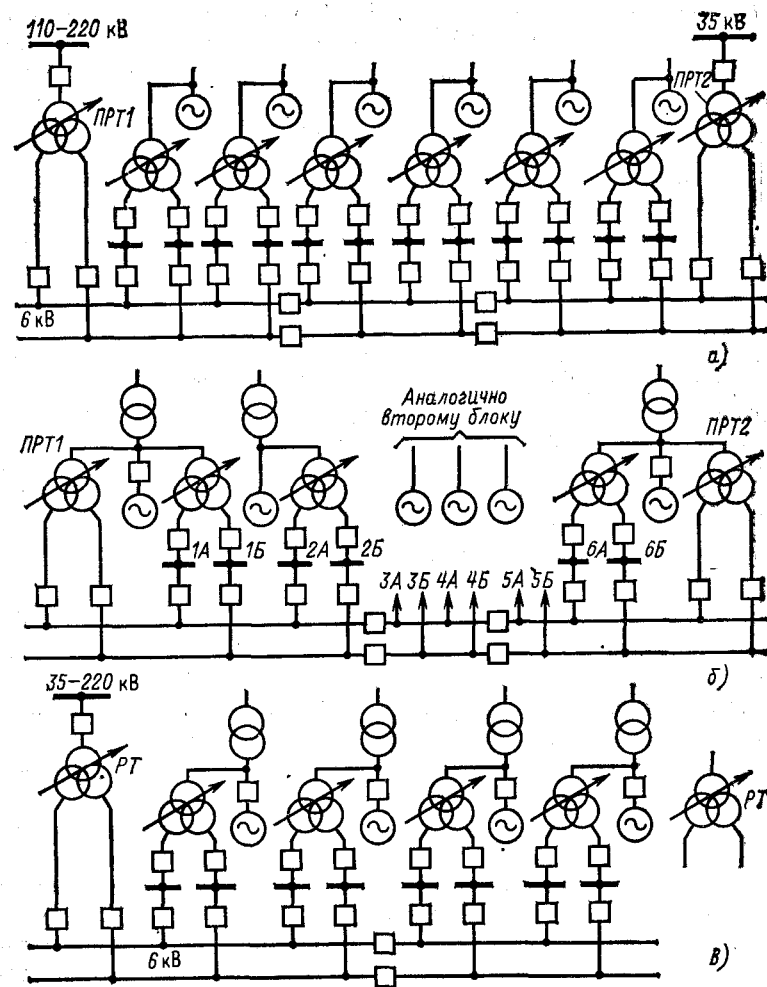 110–220 кВ
35 кВ
ПРТ1
ПРТ2
6 кВ
а)
Аналогично
второму блоку
ПРТ1
ПРТ2
1А
1Б
2А
2Б
6А
6Б
3А 3Б 4А 4Б 5А 5Б
б)
35–220 кВ
РТ
РТ
6 кВ
в)